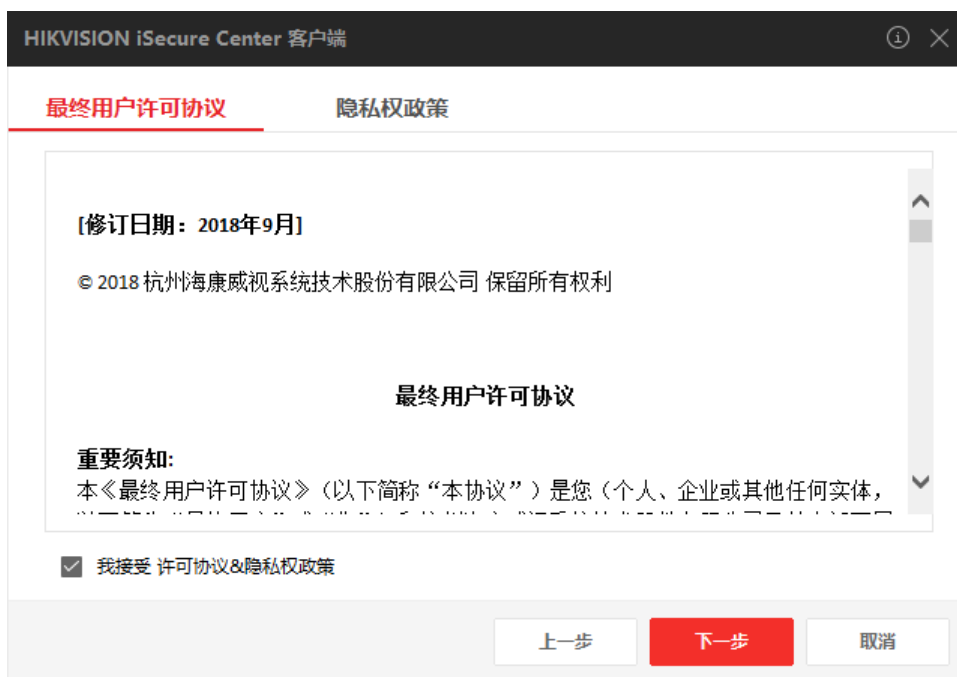 HIKVISION iSecure Center 客户端
最终用户许可协议
隐私权政策
[修订日期：2018年9月]
© 2018 杭州海康威视系统技术股份有限公司 保留所有权利
最终用户许可协议
重要须知:
本《最终用户许可协议》（以下简称“本协议”）是您（个人、企业或其他任何实体，
我接受 许可协议&隐私权政策
上一步
下一步
取消